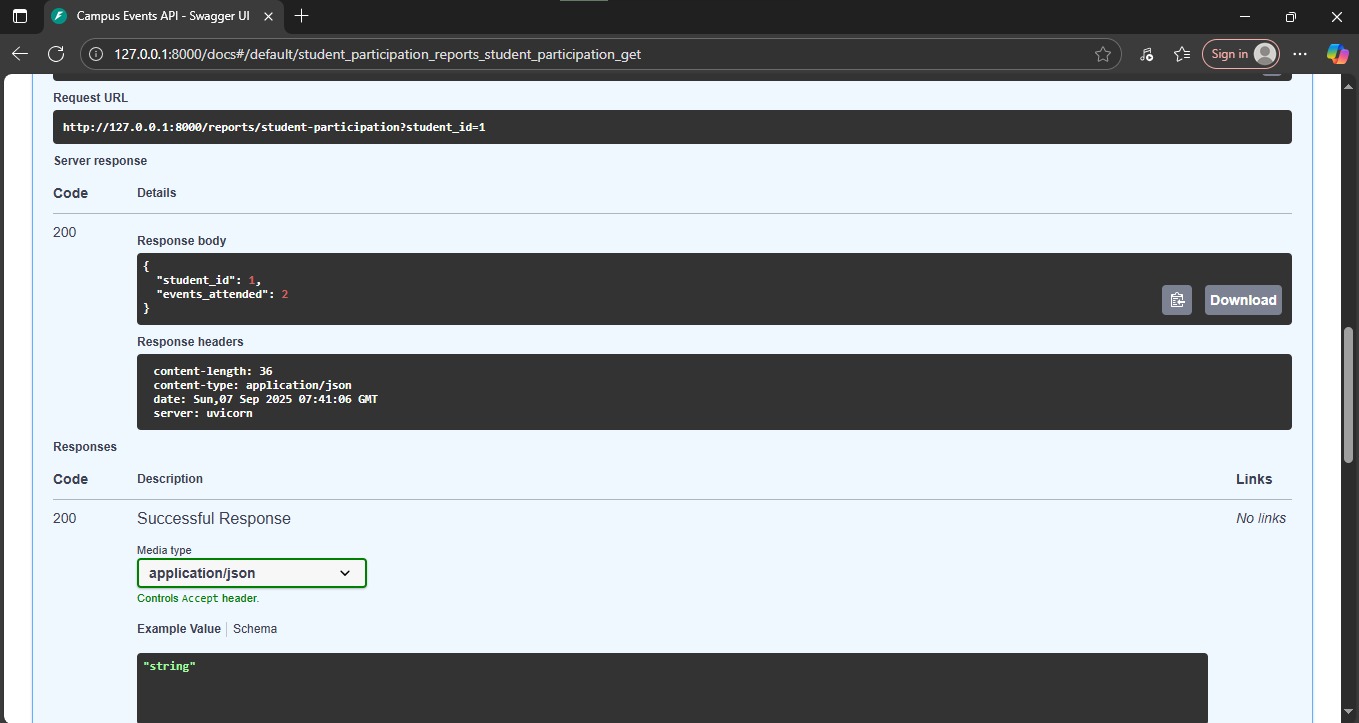 Campus Events API - Swagger UI
127.0.0.1:8000/docs#/default/student_participation_reports_student_participation_get
Sign in
Request URL
http://127.0.0.1:8000/reports/student-participation?student_id=1
Server response
Code Details
200
Response body
{
"student_id": 1,
"events_attended": 2
}
Download
Response headers
content-length: 36
content-type: application/json
date: Sun,07 Sep 2025 07:41:06 GMT
server: uvicorn
Responses
Code Description Links
200 Successful Response No links
Media type
application/json
Controls Accept header.
Example Value Schema
"string"